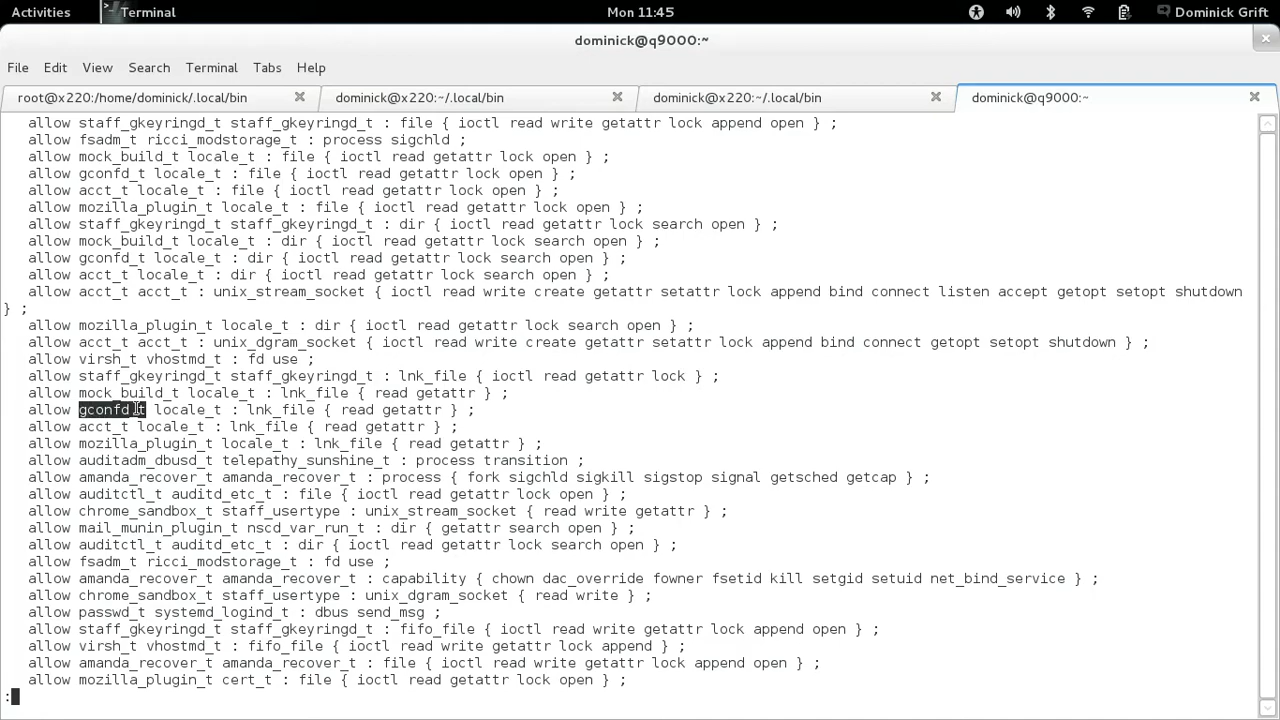 Activities Terminal Mon 11:45 Dominick Grift
dominick@q9000:~
File Edit View Search Terminal Tabs Help
root@x220:/home/dominick/.local/bin dominick@x220:~/.local/bin dominick@x220:~/.local/bin dominick@q9000:~
allow staff_gkeyringd_t staff_gkeyringd_t : file { ioctl read write getattr lock append open } ;
allow fsadm_t ricci_modstorage_t : process sigchld ;
allow mock_build_t locale_t : file { ioctl read getattr lock open } ;
allow gconfd_t locale_t : file { ioctl read getattr lock open } ;
allow acct_t locale_t : file { ioctl read getattr lock open } ;
allow mozilla_plugin_t locale_t : file { ioctl read getattr lock open } ;
allow staff_gkeyringd_t staff_gkeyringd_t : dir { ioctl read getattr lock search open } ;
allow mock_build_t locale_t : dir { ioctl read getattr lock search open } ;
allow gconfd_t locale_t : dir { ioctl read getattr lock search open } ;
allow acct_t locale_t : dir { ioctl read getattr lock search open } ;
allow acct_t acct_t : unix_stream_socket { ioctl read write create getattr setattr lock append bind connect listen accept getopt setopt shutdown
} ;
allow mozilla_plugin_t locale_t : dir { ioctl read getattr lock search open } ;
allow acct_t acct_t : unix_dgram_socket { ioctl read write create getattr setattr lock append bind connect getopt setopt shutdown } ;
allow virsh_t vhostmd_t : fd use ;
allow staff_gkeyringd_t staff_gkeyringd_t : lnk_file { ioctl read getattr lock } ;
allow mock_build_t locale_t : lnk_file { read getattr } ;
allow gconfd_t locale_t : lnk_file { read getattr } ;
allow acct_t locale_t : lnk_file { read getattr } ;
allow mozilla_plugin_t locale_t : lnk_file { read getattr } ;
allow auditadm_dbusd_t telepathy_sunshine_t : process transition ;
allow amanda_recover_t amanda_recover_t : process { fork sigchld sigkill sigstop signal getsched getcap } ;
allow auditctl_t auditd_etc_t : file { ioctl read getattr lock open } ;
allow chrome_sandbox_t staff_usertype : unix_stream_socket { read write getattr } ;
allow mail_munin_plugin_t nscd_var_run_t : dir { getattr search open } ;
allow auditctl_t auditd_etc_t : dir { ioctl read getattr lock search open } ;
allow fsadm_t ricci_modstorage_t : fd use ;
allow amanda_recover_t amanda_recover_t : capability { chown dac_override fowner fsetid kill setgid setuid net_bind_service } ;
allow chrome_sandbox_t staff_usertype : unix_dgram_socket { read write } ;
allow passwd_t systemd_logind_t : dbus send_msg ;
allow staff_gkeyringd_t staff_gkeyringd_t : fifo_file { ioctl read write getattr lock append open } ;
allow virsh_t vhostmd_t : fifo_file { ioctl read write getattr lock append } ;
allow amanda_recover_t amanda_recover_t : file { ioctl read write getattr lock append open } ;
allow mozilla_plugin_t cert_t : file { ioctl read getattr lock open } ;
: